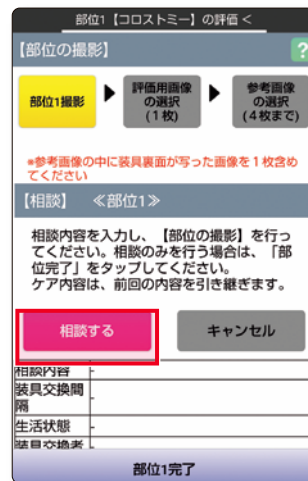 部位1【コロストミー】の評価<
【部位の撮影】
?
部位1撮影
評価用画像
の選択
(1枚)
参考画像
の選択
(4枚まで)
*参考画像の中に装具裏面が写った画像を1枚含め
てください
【相談】 ≪部位1≫
相談内容を入力し、【部位の撮影】を行っ
てください。相談のみを行う場合は、「部
位完了」をタップしてください。
ケア内容は、前回の内容を引き継ぎます。
相談する
キャンセル
相談内容 -
装具交換間
隔 -
生活状態 -
装具交換者 -
部位1完了